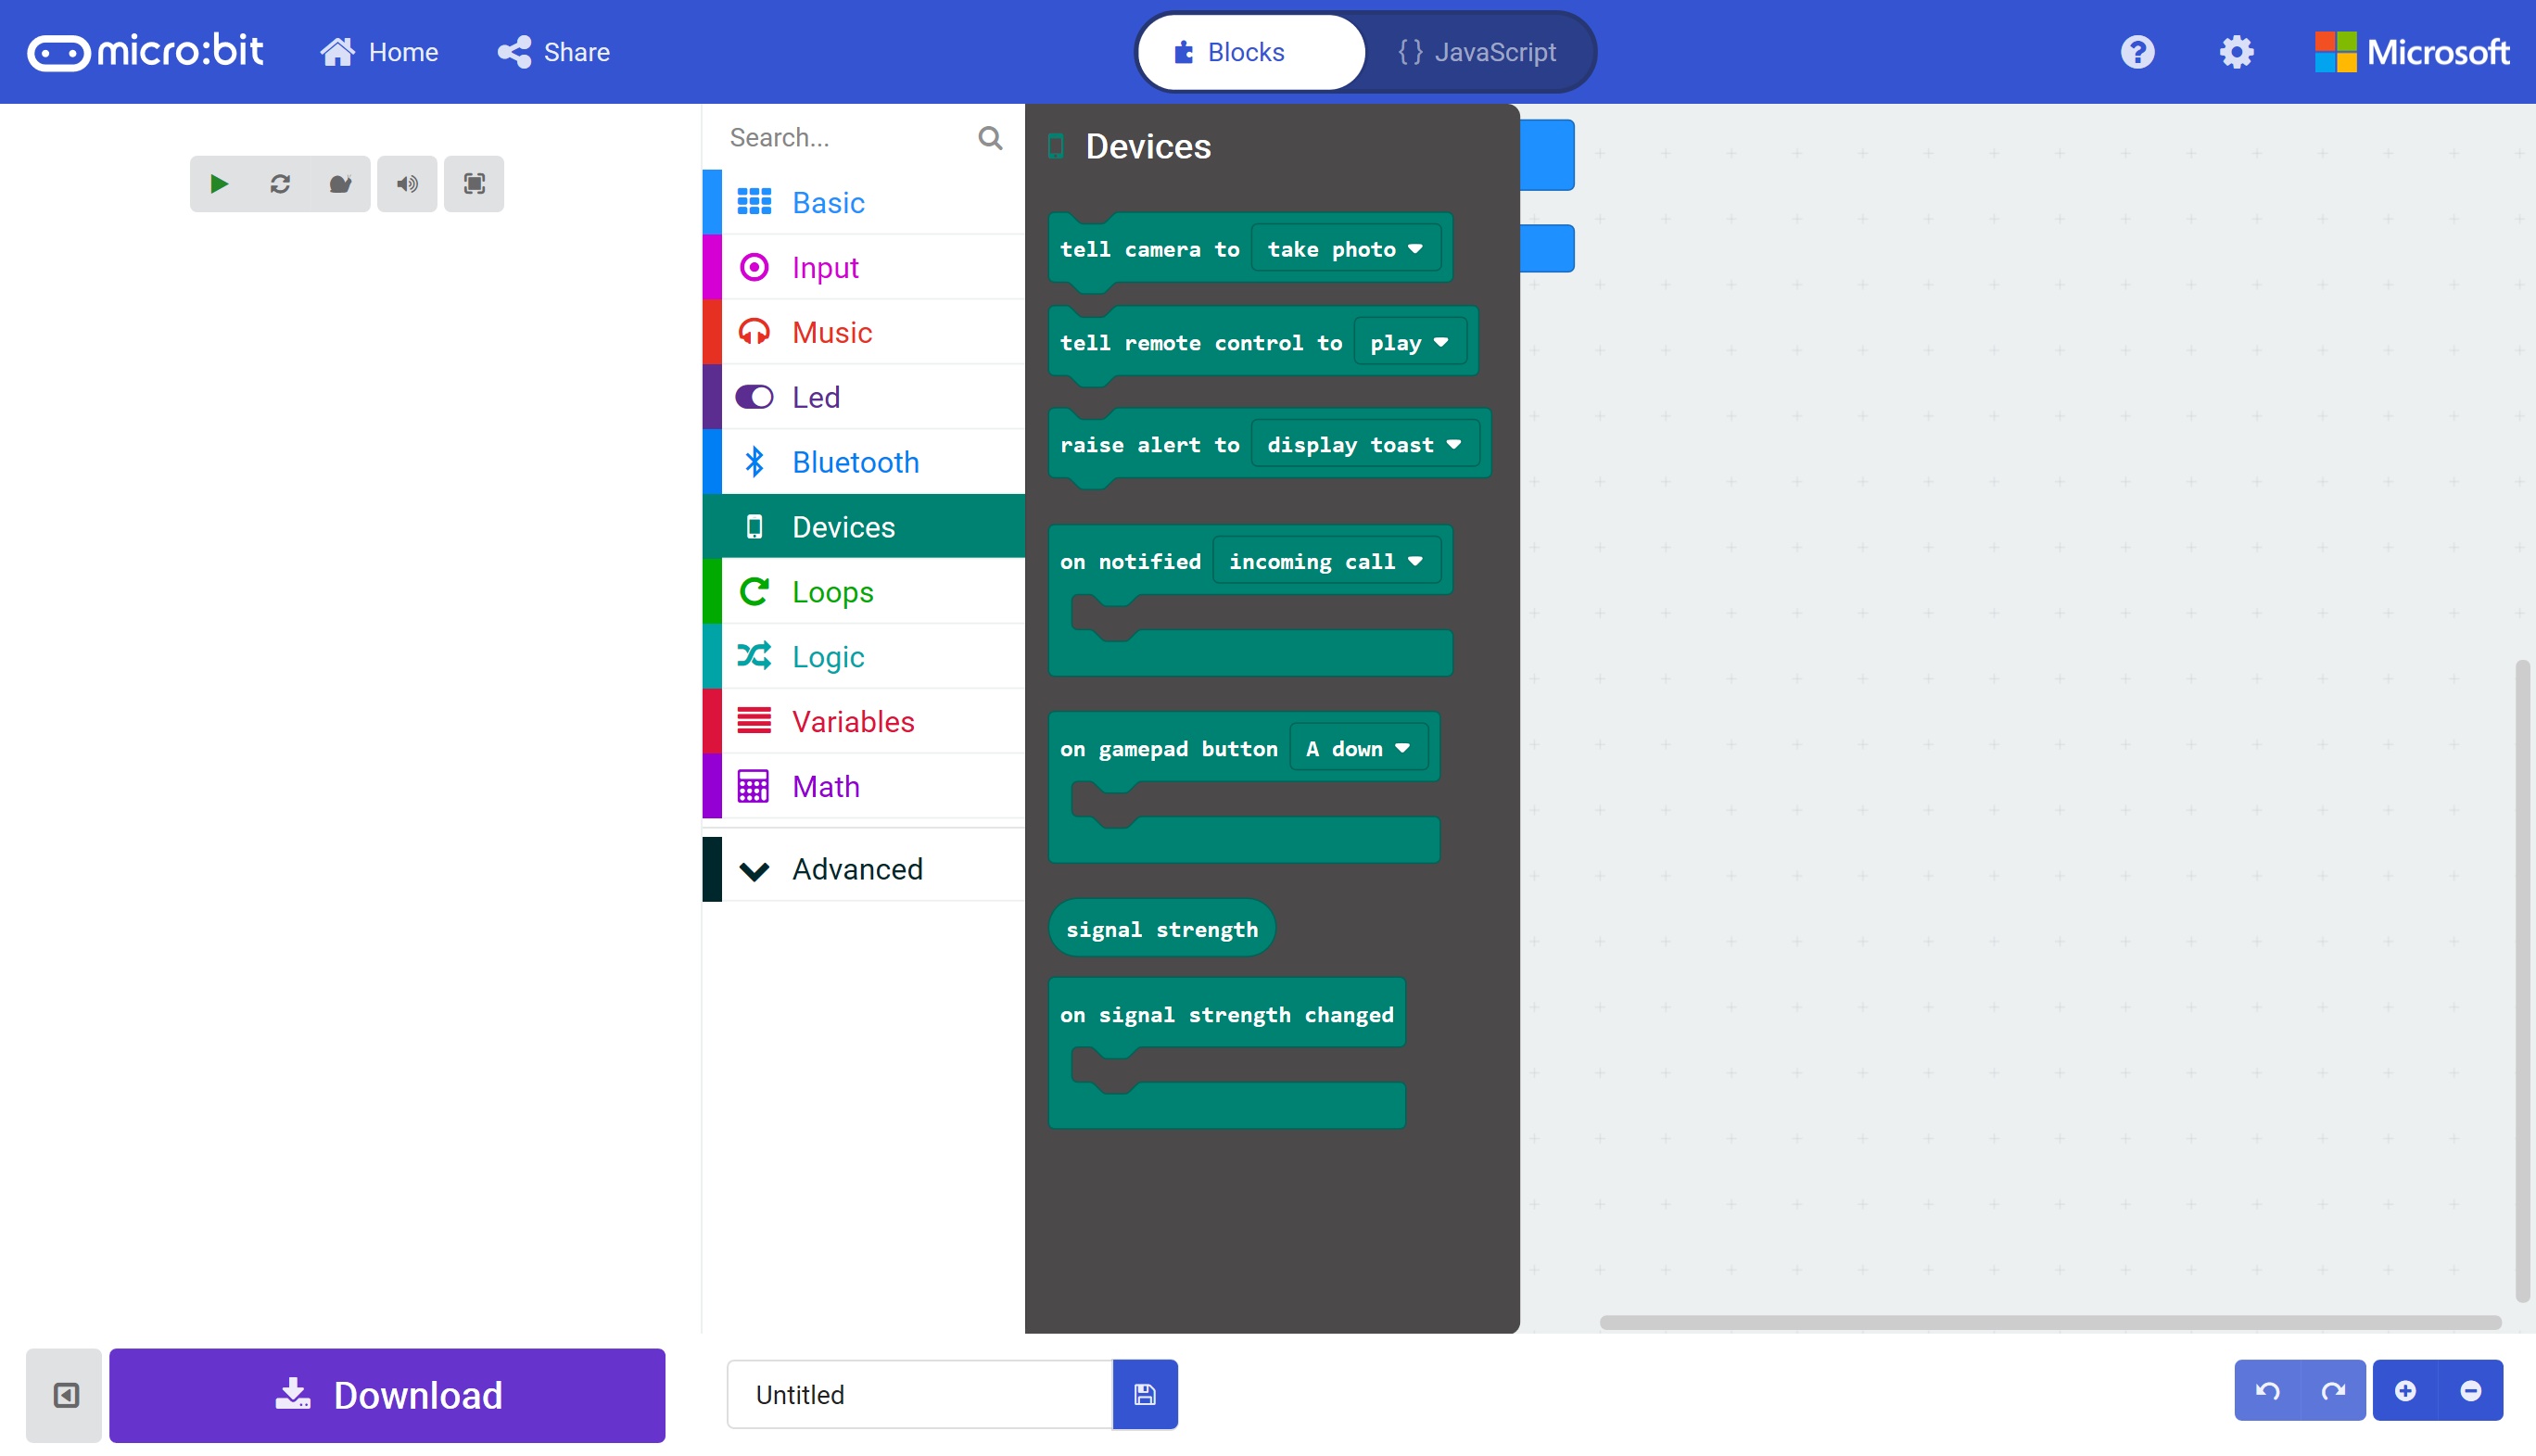 micro:bit Home Share Blocks {} JavaScript Microsoft
Search...
Basic
Input
Music
Led
Bluetooth
Devices
Loops
Logic
Variables
Math
Advanced
Devices
tell camera to take photo
tell remote control to play
raise alert to display toast
on notified incoming call
on gamepad button A down
signal strength
on signal strength changed
Download
Untitled